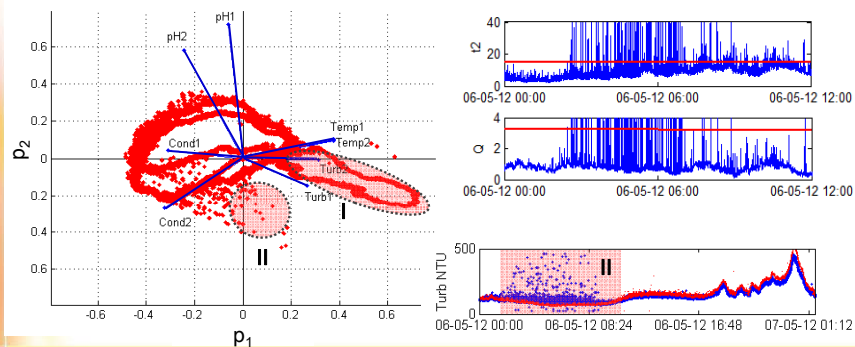 pH1
pH2
0.6
0.4
0.2
0
0.2
0.4
0.6
p2
Temp1
Temp2
Cond1
Turb2
Turb1
Cond2
I
II
-0.6
-0.4
-0.2
0
0.2
0.4
0.6
p1
40
20
0
t2
06-05-12 00:00
06-05-12 06:00
06-05-12 12:00
4
2
0
Q
06-05-12 00:00
06-05-12 06:00
06-05-12 12:00
500
0
Turb NTU
II
06-05-12 00:00
06-05-12 08:24
06-05-12 16:48
07-05-12 01:12